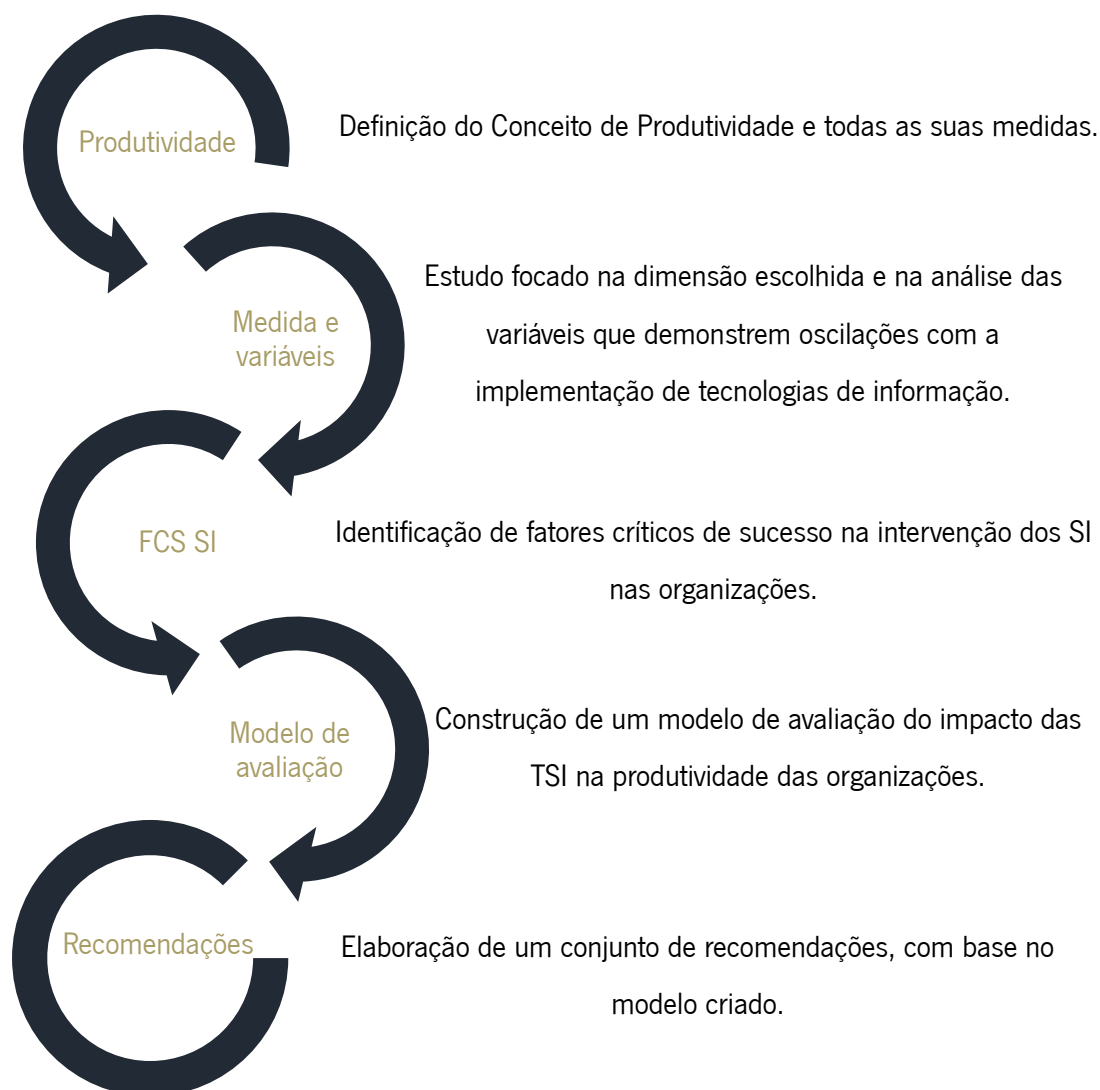 Produtividade
Definição do Conceito de Produtividade e todas as suas medidas.
Medida e
variáveis
Estudo focado na dimensão escolhida e na análise das
variáveis que demonstrem oscilações com a
implementação de tecnologias de informação.
FCS SI
Identificação de fatores críticos de sucesso na intervenção dos SI
nas organizações.
Modelo de
avaliação
Construção de um modelo de avaliação do impacto das
TSI na produtividade das organizações.
Recomendações
Elaboração de um conjunto de recomendações, com base no
modelo criado.